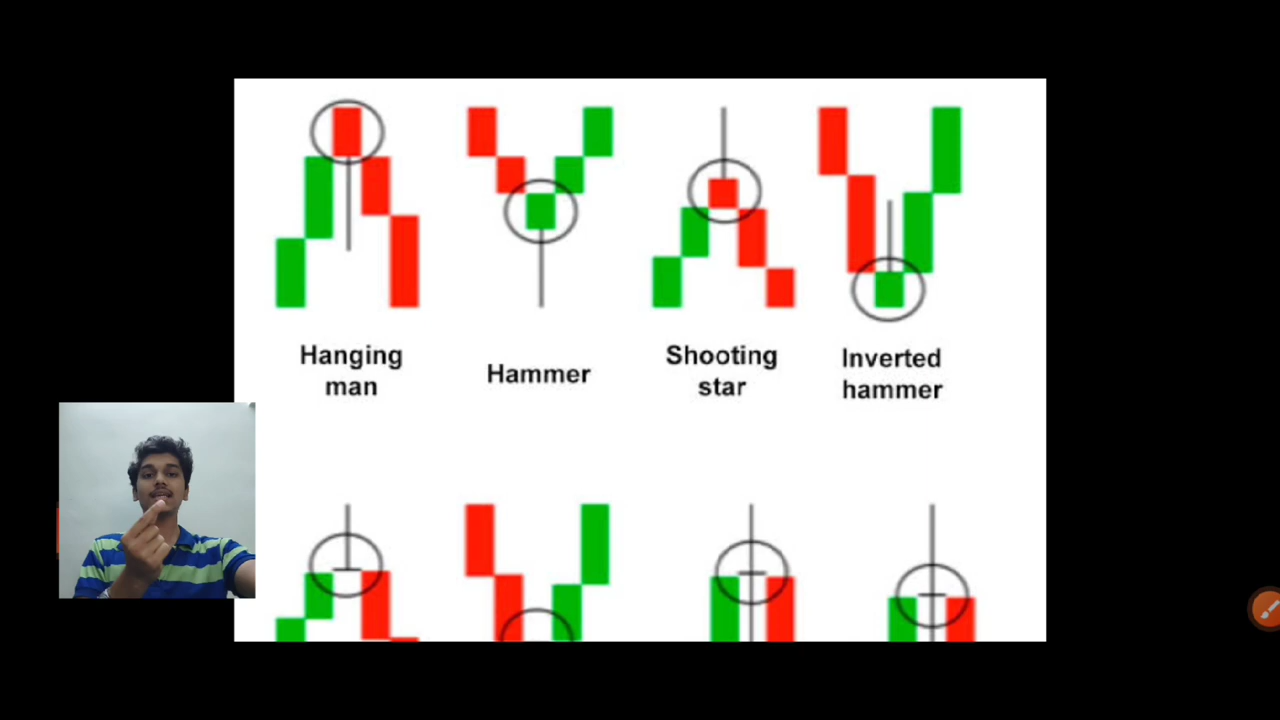 Hanging
man
Hammer
Shooting
star
Inverted
hammer